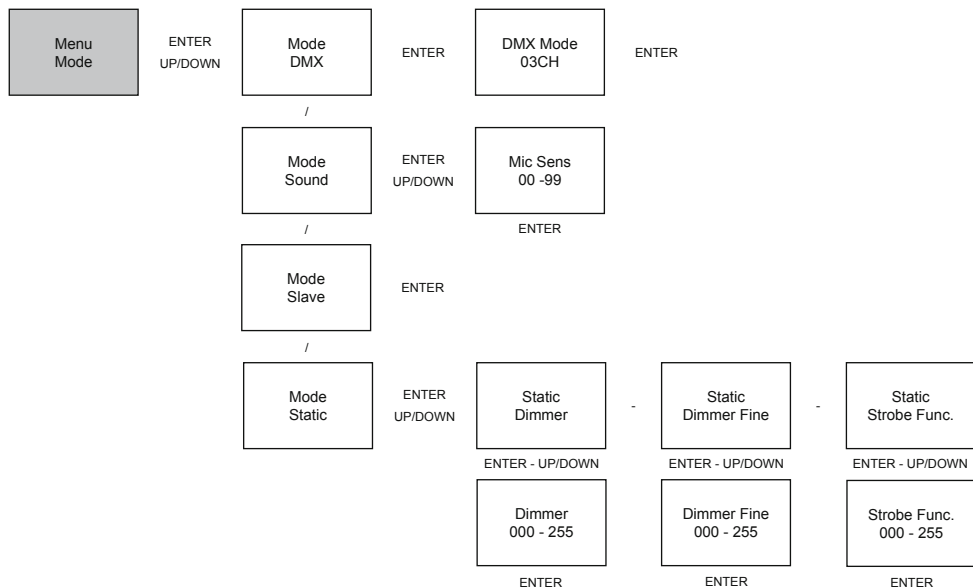 Menu
Mode
ENTER
UP/DOWN
Mode
DMX
ENTER
DMX Mode
03CH
ENTER
/
Mode
Sound
ENTER
UP/DOWN
Mic Sens
00 -99
ENTER
/
Mode
Slave
ENTER
/
Mode
Static
ENTER
UP/DOWN
Static
Dimmer
-
Static
Dimmer Fine
-
Static
Strobe Func.
ENTER - UP/DOWN
ENTER - UP/DOWN
ENTER - UP/DOWN
Dimmer
000 - 255
Dimmer Fine
000 - 255
Strobe Func.
000 - 255
ENTER
ENTER
ENTER